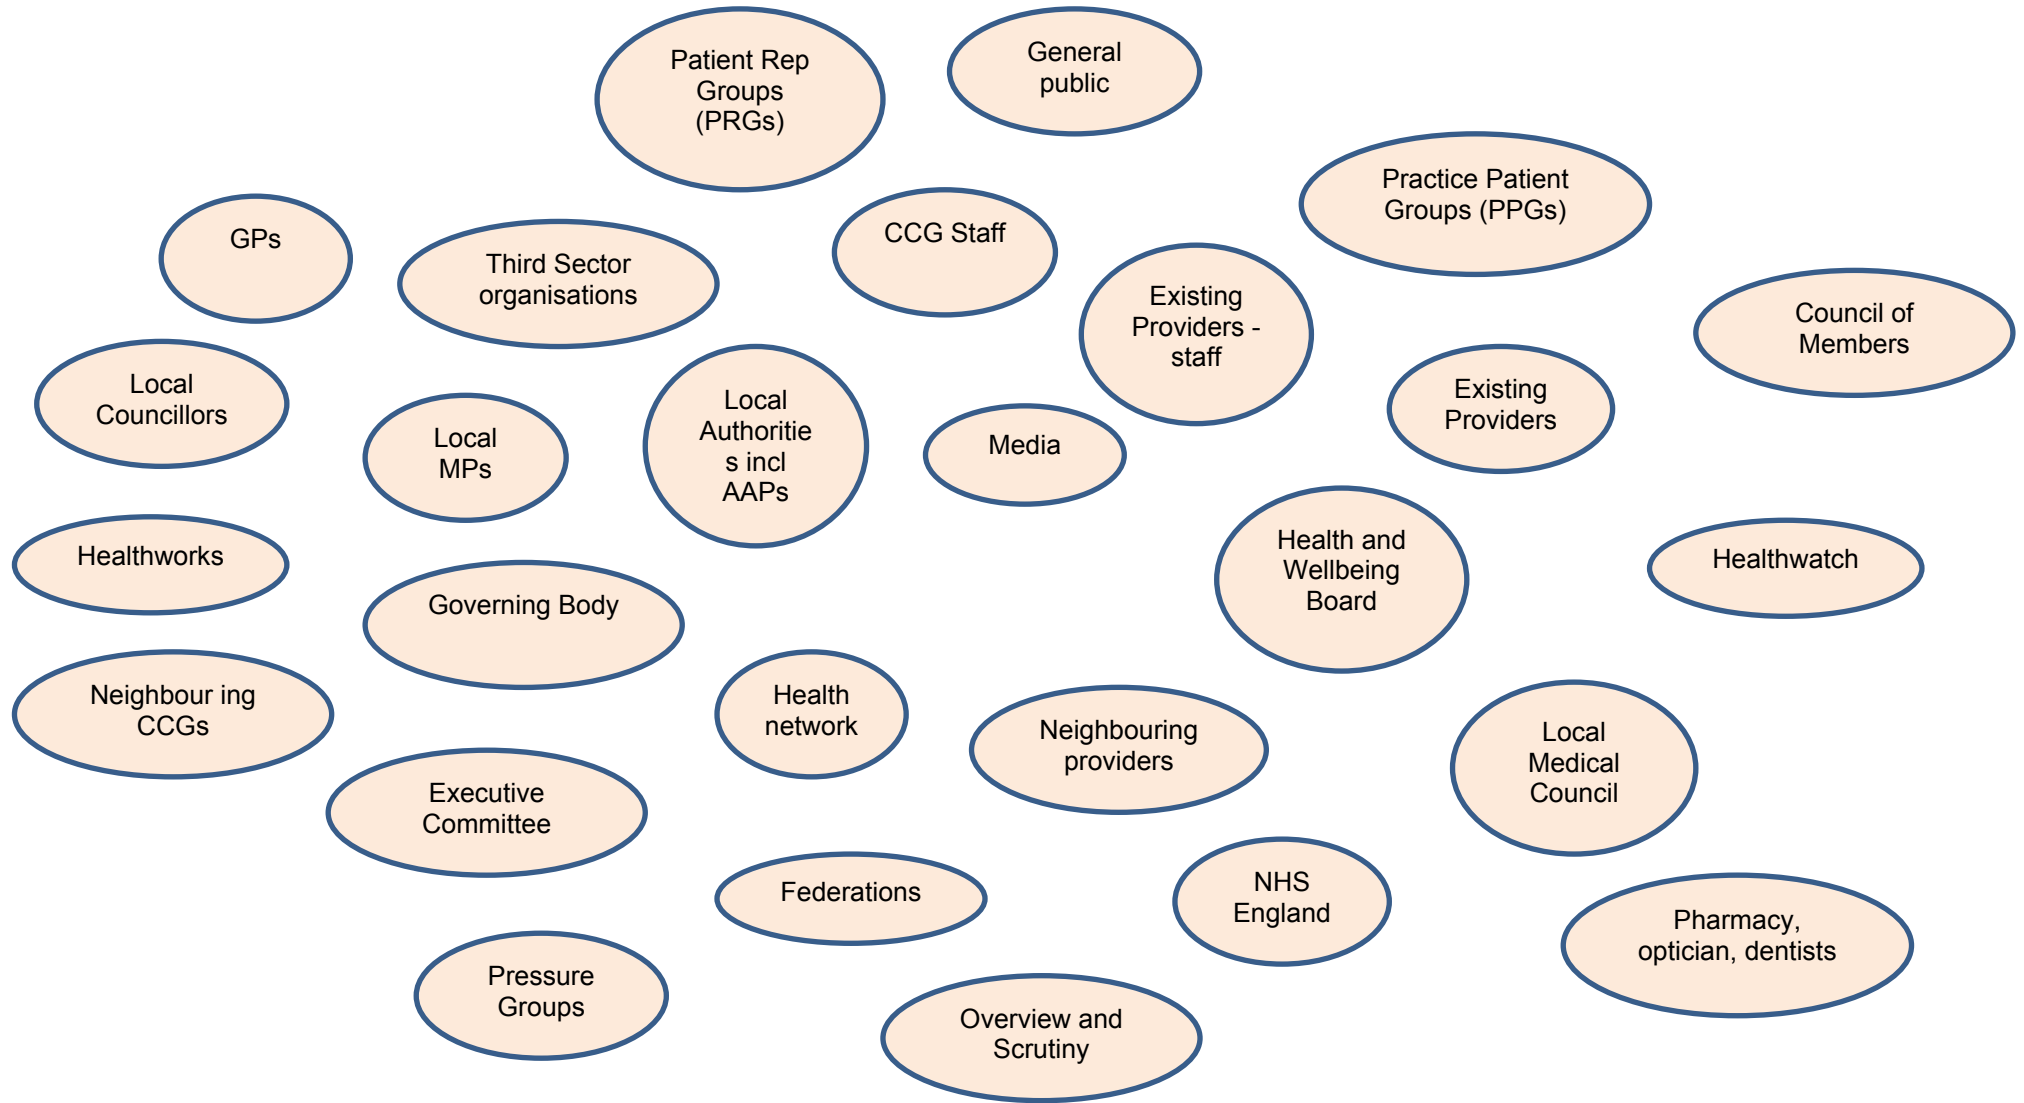 Patient Rep
Groups
(PRGs)
General
public
Practice Patient
Groups (PPGs)
GPs
Third Sector
organisations
CCG Staff
Existing
Providers -
staff
Council of
Members
Local
Councillors
Local
MPs
Local
Authoritie
s incl
AAPs
Media
Existing
Providers
Healthworks
Governing Body
Health and
Wellbeing
Board
Healthwatch
Neighbour ing
CCGs
Health
network
Neighbouring
providers
Local
Medical
Council
Executive
Committee
Federations
NHS
England
Pharmacy,
optician, dentists
Pressure
Groups
Overview and
Scrutiny